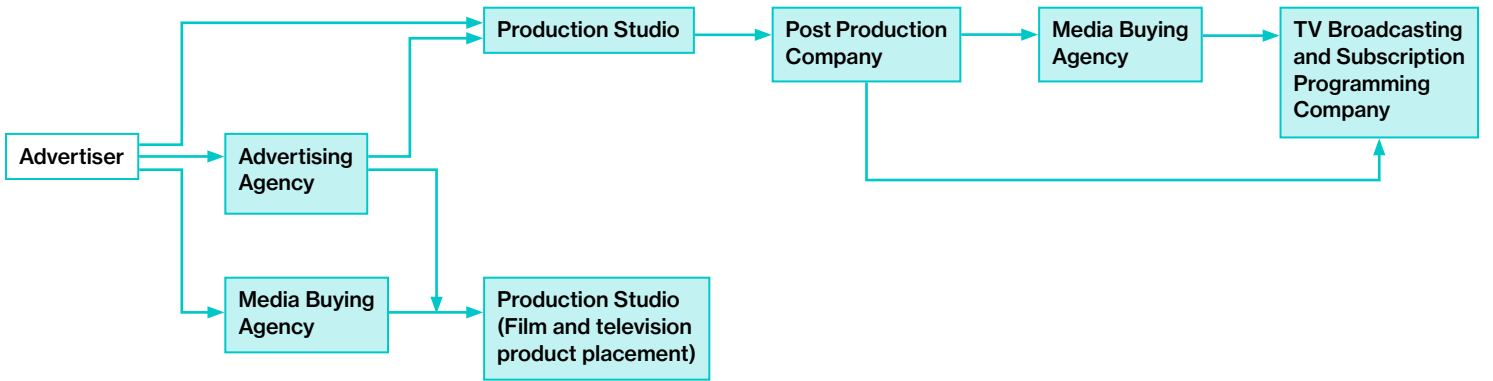 Production Studio
Post Production
Company
Media Buying
Agency
TV Broadcasting
and Subscription
Programming
Company
Advertiser
Advertising
Agency
Media Buying
Agency
Production Studio
(Film and television
product placement)